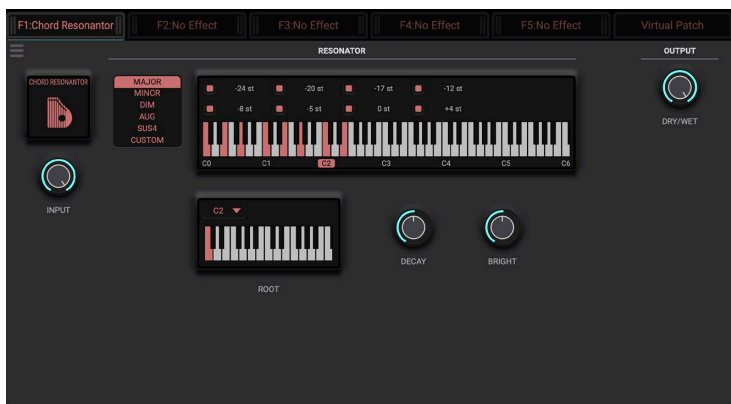 F1:Chord Resonantor F2:No Effect F3:No Effect F4:No Effect F5:No Effect Virtual Patch
RESONATOR OUTPUT
CHORD RESONANTOR
MAJOR
MINOR
DIM
AUG
SUS4
CUSTOM
-24 st -20 st -17 st -12 st
-8 st -5 st 0 st +4 st
C0 C1 C2 C3 C4 C5 C6
DRY/WET
INPUT
C2
DECAY BRIGHT
ROOT